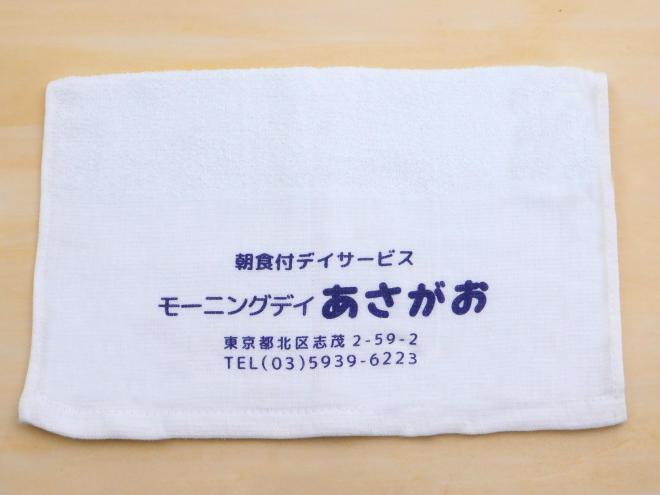 朝食付デイサービス
モーニングデイ あさがお
東京都北区志茂2-59-2
TEL(03)5939-6223